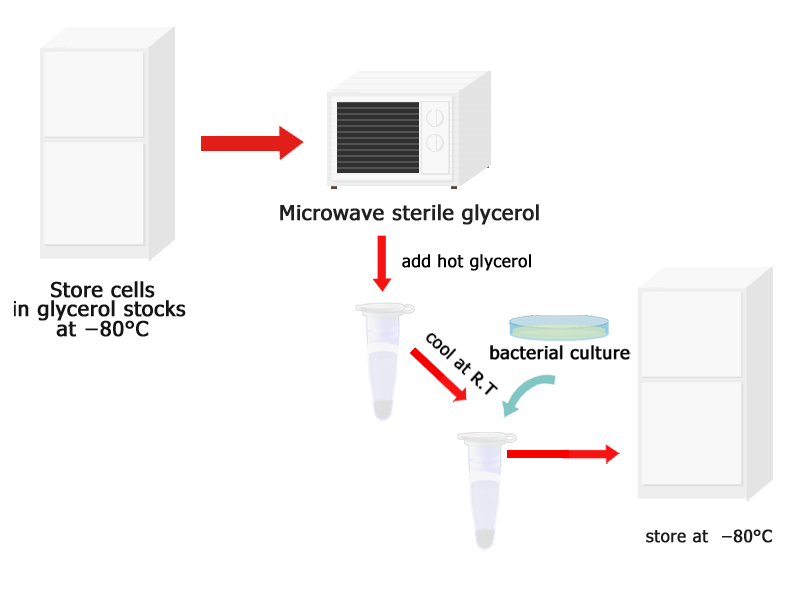 Microwave sterile glycerol
add hot glycerol
Store cells
in glycerol stocks
at −80°C
cool at R.T
bacterial culture
store at −80°C